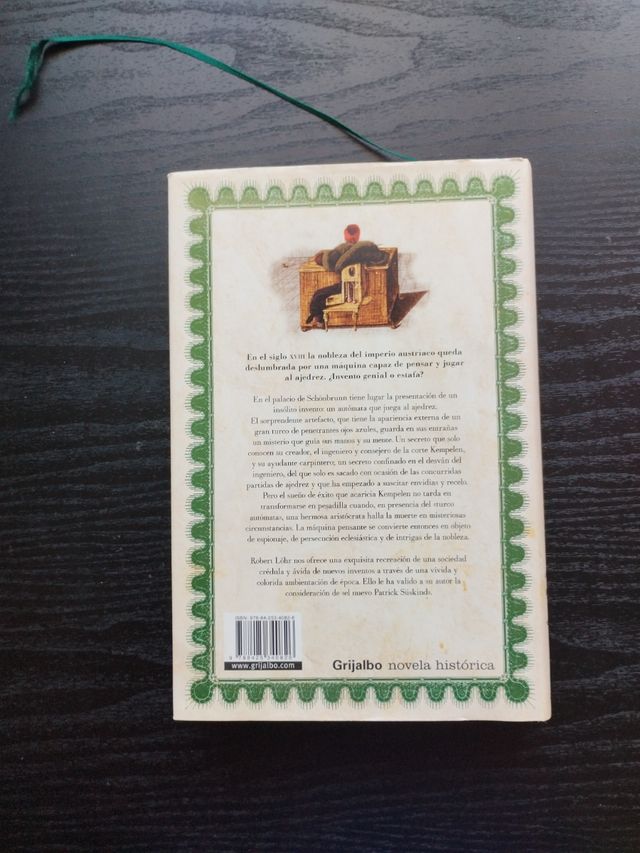 En el siglo XVIII la nobleza del imperio austríaco queda
deslumbrada por una máquina capaz de pensar y jugar
al ajedrez. ¿Invento genial o estafa?
En el palacio de Schönbrunn tiene lugar la presentación de un
insólito invento: un autómata que juega al ajedrez.
El sorprendente artefacto, que tiene la apariencia externa de un
gran turco de penetrantes ojos azules, guarda en sus entrañas
un misterio que guía sus manos y su mente. Un secreto que solo
conocen su creador, el ingeniero y consejero de la corte Kempelen,
y su ayudante carpintero; un secreto confinado en el desván del
ingeniero, del que solo es sacado con ocasión de las concurridas
partidas de ajedrez y que ha empezado a suscitar envidias y recelo.
Pero el sueño de éxito que acaricia Kempelen no tarda en
transformarse en pesadilla cuando, en presencia del «turco
autómata», una hermosa aristócrata halla la muerte en misteriosas
circunstancias. La máquina pensante se convierte entonces en objeto
de espionaje, de persecución eclesiástica y de intrigas de la nobleza.
Robert Löhr nos ofrece una exquisita recreación de una sociedad
crédula y ávida de nuevos inventos a través de una vívida y
colorida ambientación de época. Ello le ha valido a su autor la
consideración de «el nuevo Patrick Süskind».
ISBN: 978-84-253-4082-6
9 788425 340826
www.grijalbo.com
Grijalbo novela histórica